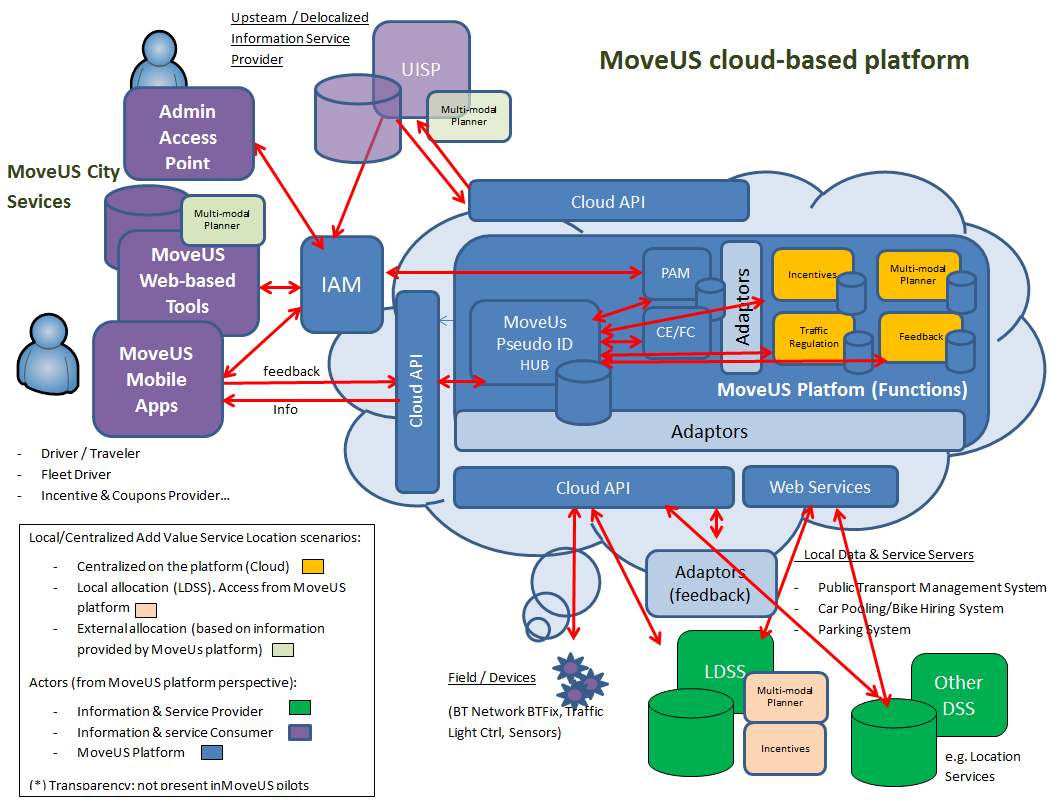 Upsteam / Delocalized
Information Service
Provider
MoveUS cloud-based platform
UISP
Multi-modal
Planner
Admin
Access
Point
MoveUS City
Sevices
Multi-modal
Planner
MoveUS
Web-based
Tools
IAM
Cloud API
MoveUS
Mobile
Apps
feedback
Info
Cloud API
MoveUs
Pseudo ID
HUB
PAM
CE/FC
Adaptors
Incentives
Multi-modal
Planner
Traffic
Regulation
Feedback
MoveUS Platfom (Functions)
Adaptors
Cloud API
Web Services
- Driver / Traveler
- Fleet Driver
- Incentive & Coupons Provider...
Local/Centralized Add Value Service Location scenarios:
- Centralized on the platform (Cloud)
- Local allocation (LDSS). Access from MoveUS
platform
- External allocation (based on information
provided by MoveUs platform)
Actors (from MoveUS platform perspective):
- Information & Service Provider
- Information & service Consumer
- MoveUS Platform
(*) Transparency: not present inMoveUS pilots
Adaptors
(feedback)
Local Data & Service Servers
- Public Transport Management System
- Car Pooling/Bike Hiring System
- Parking System
Field / Devices
(BT Network BTFix, Traffic
Light Ctrl, Sensors)
LDSS
Multi-modal
Planner
Incentives
Other
DSS
e.g. Location
Services